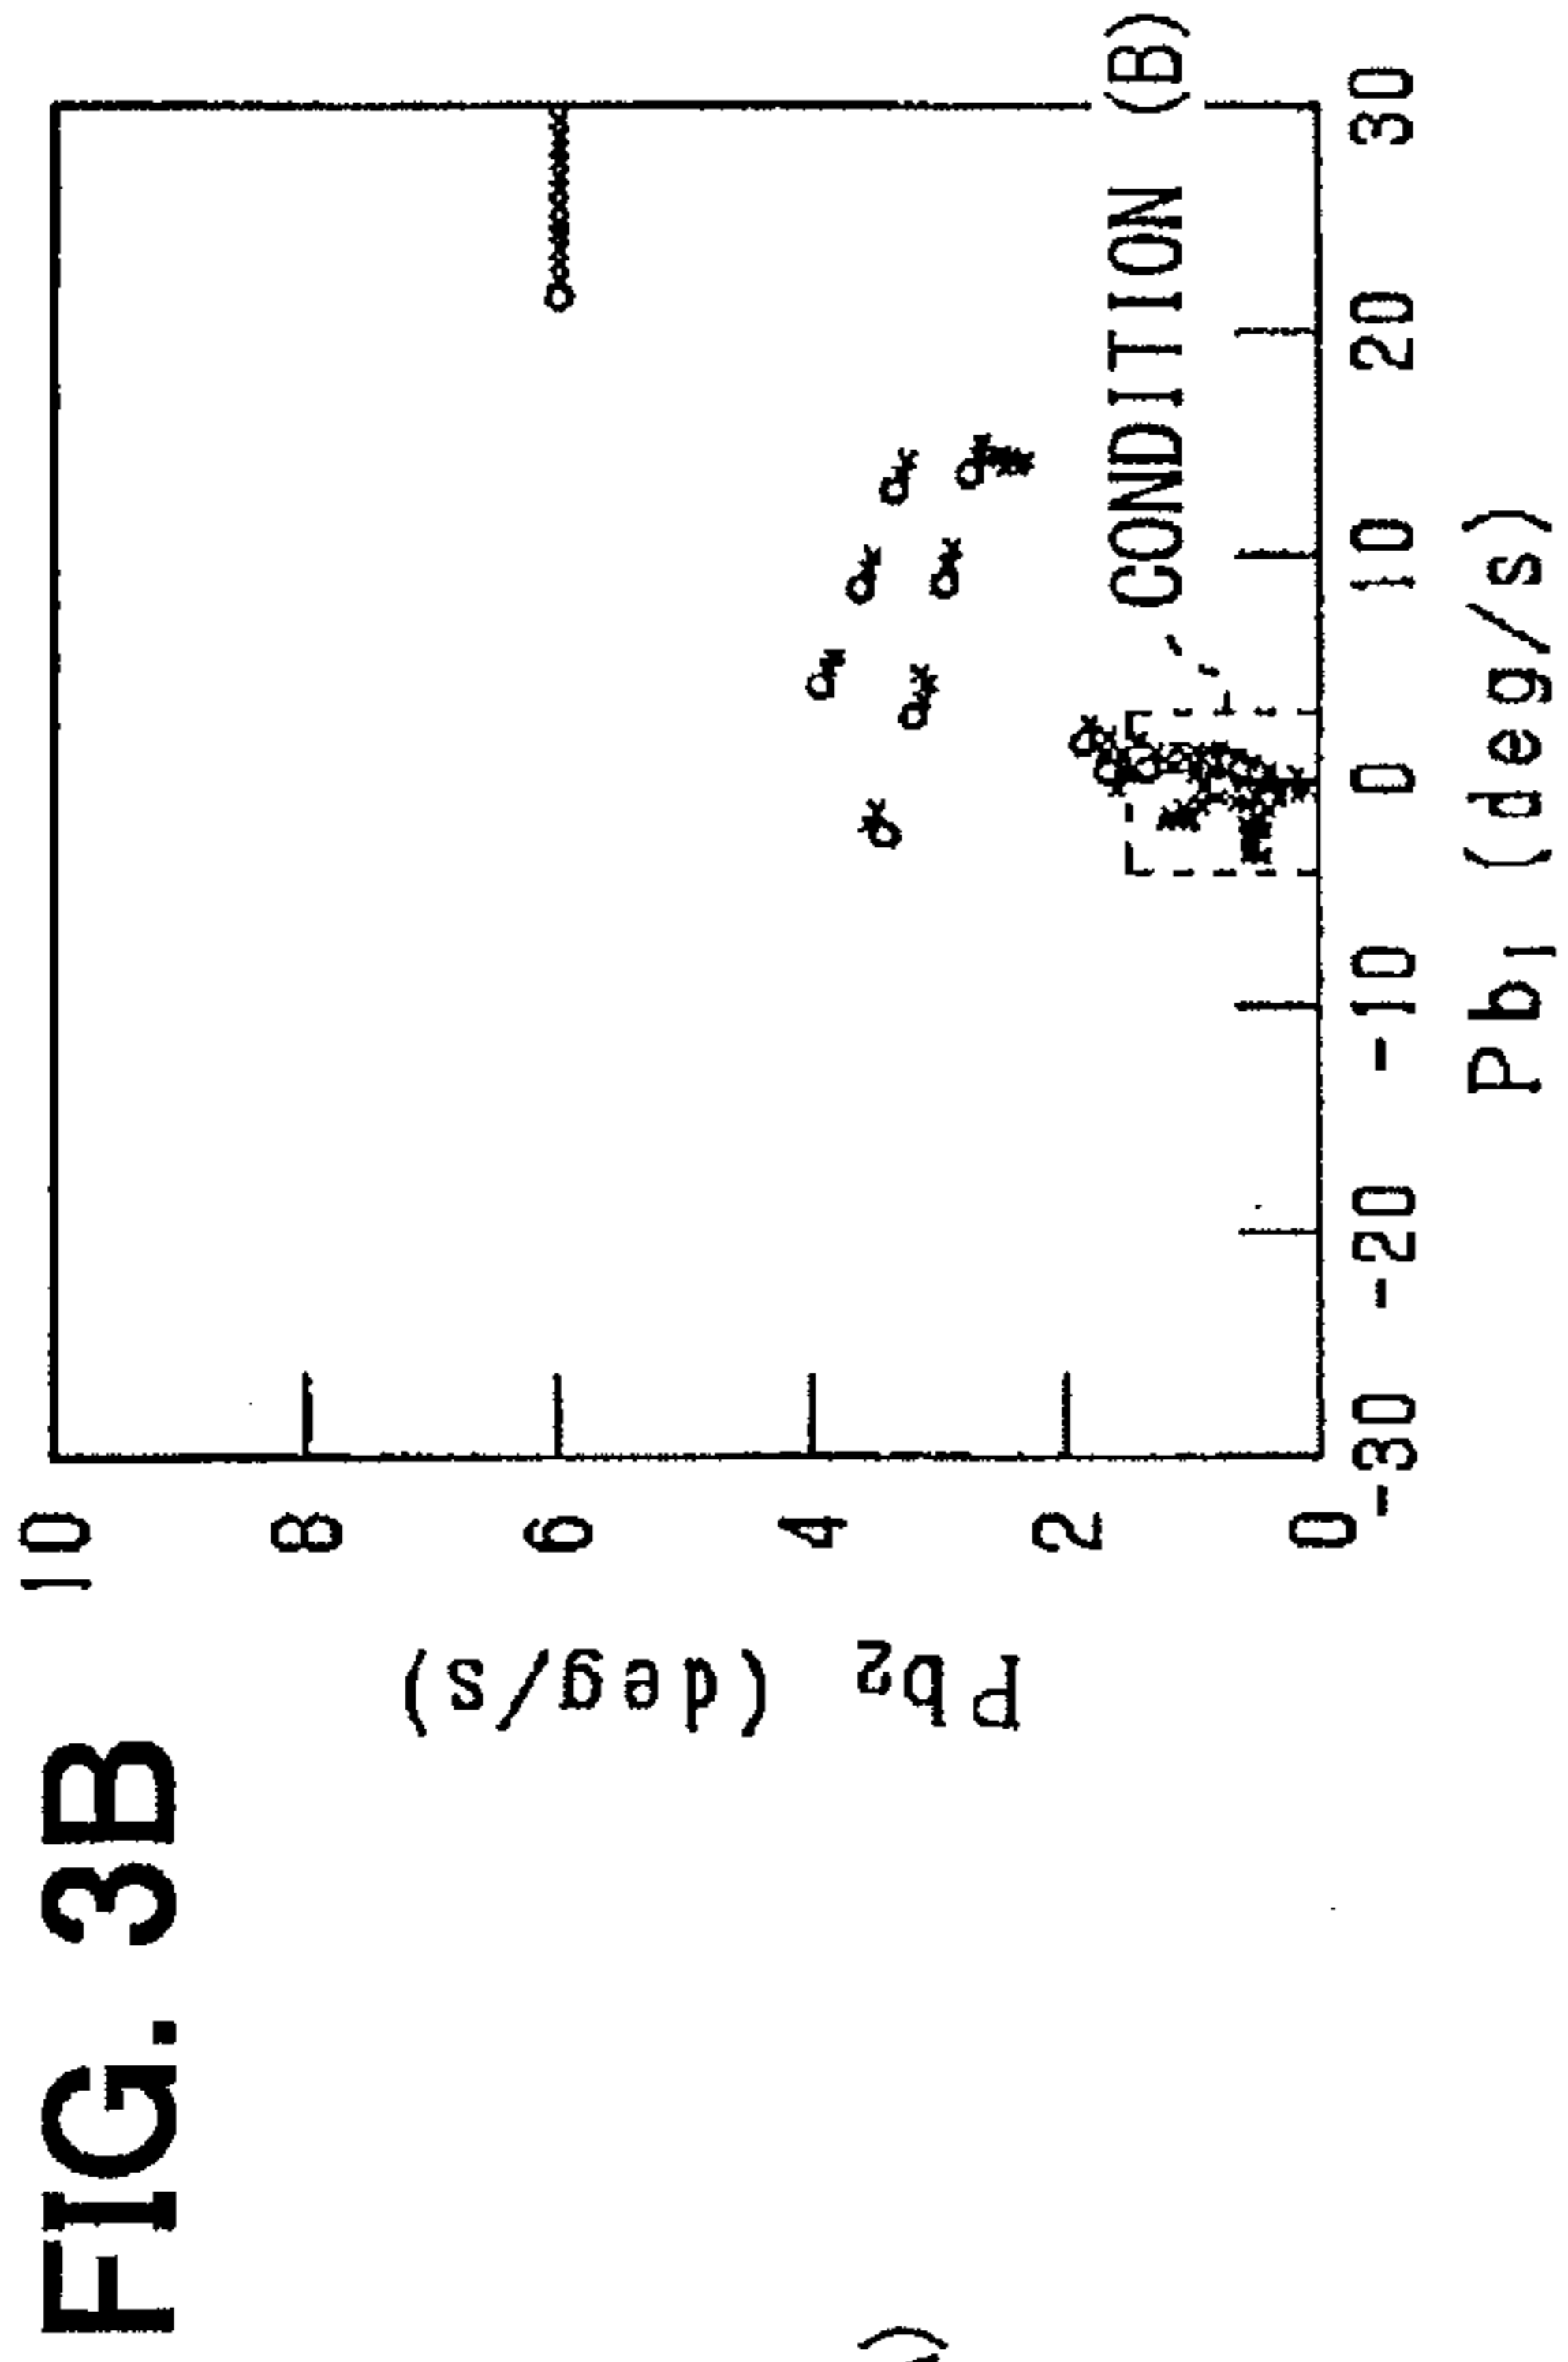 FIG. 3B
10
8
6
4
2
0
Pb₂ (deg/s)
CONDITION (B)
-30 -20 -10 0 10 20 30
Pb₁ (deg/s)
)